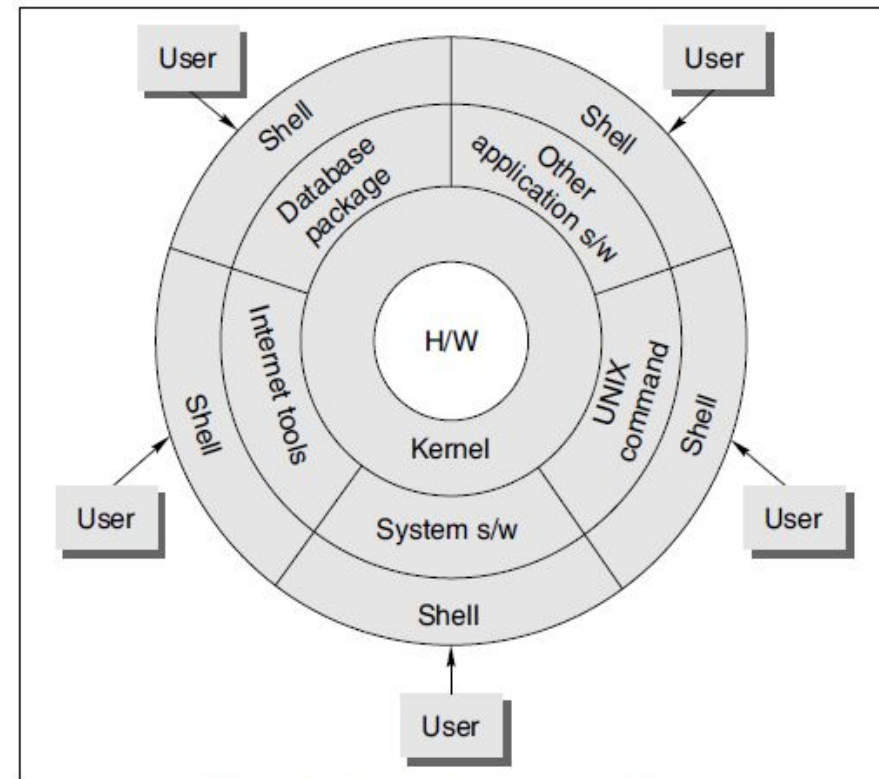 User
User
Shell
Shell
Database
package
Other
application s/w
H/W
Internet tools
UNIX
command
Shell
Shell
Kernel
User
User
System s/w
Shell
User